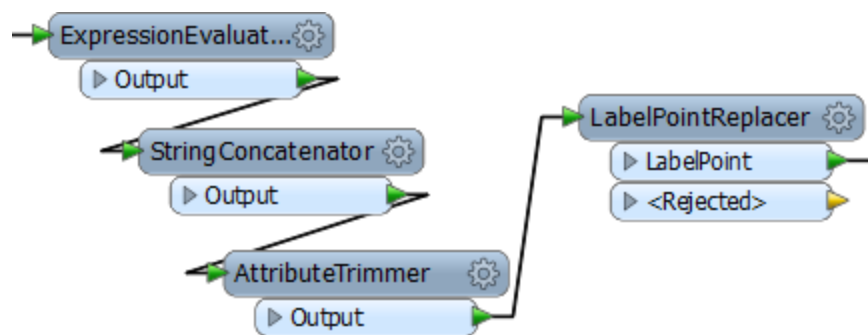 ExpressionEvaluat...
Output
StringConcatenator
Output
AttributeTrimmer
Output
LabelPointReplacer
LabelPoint
<Rejected>